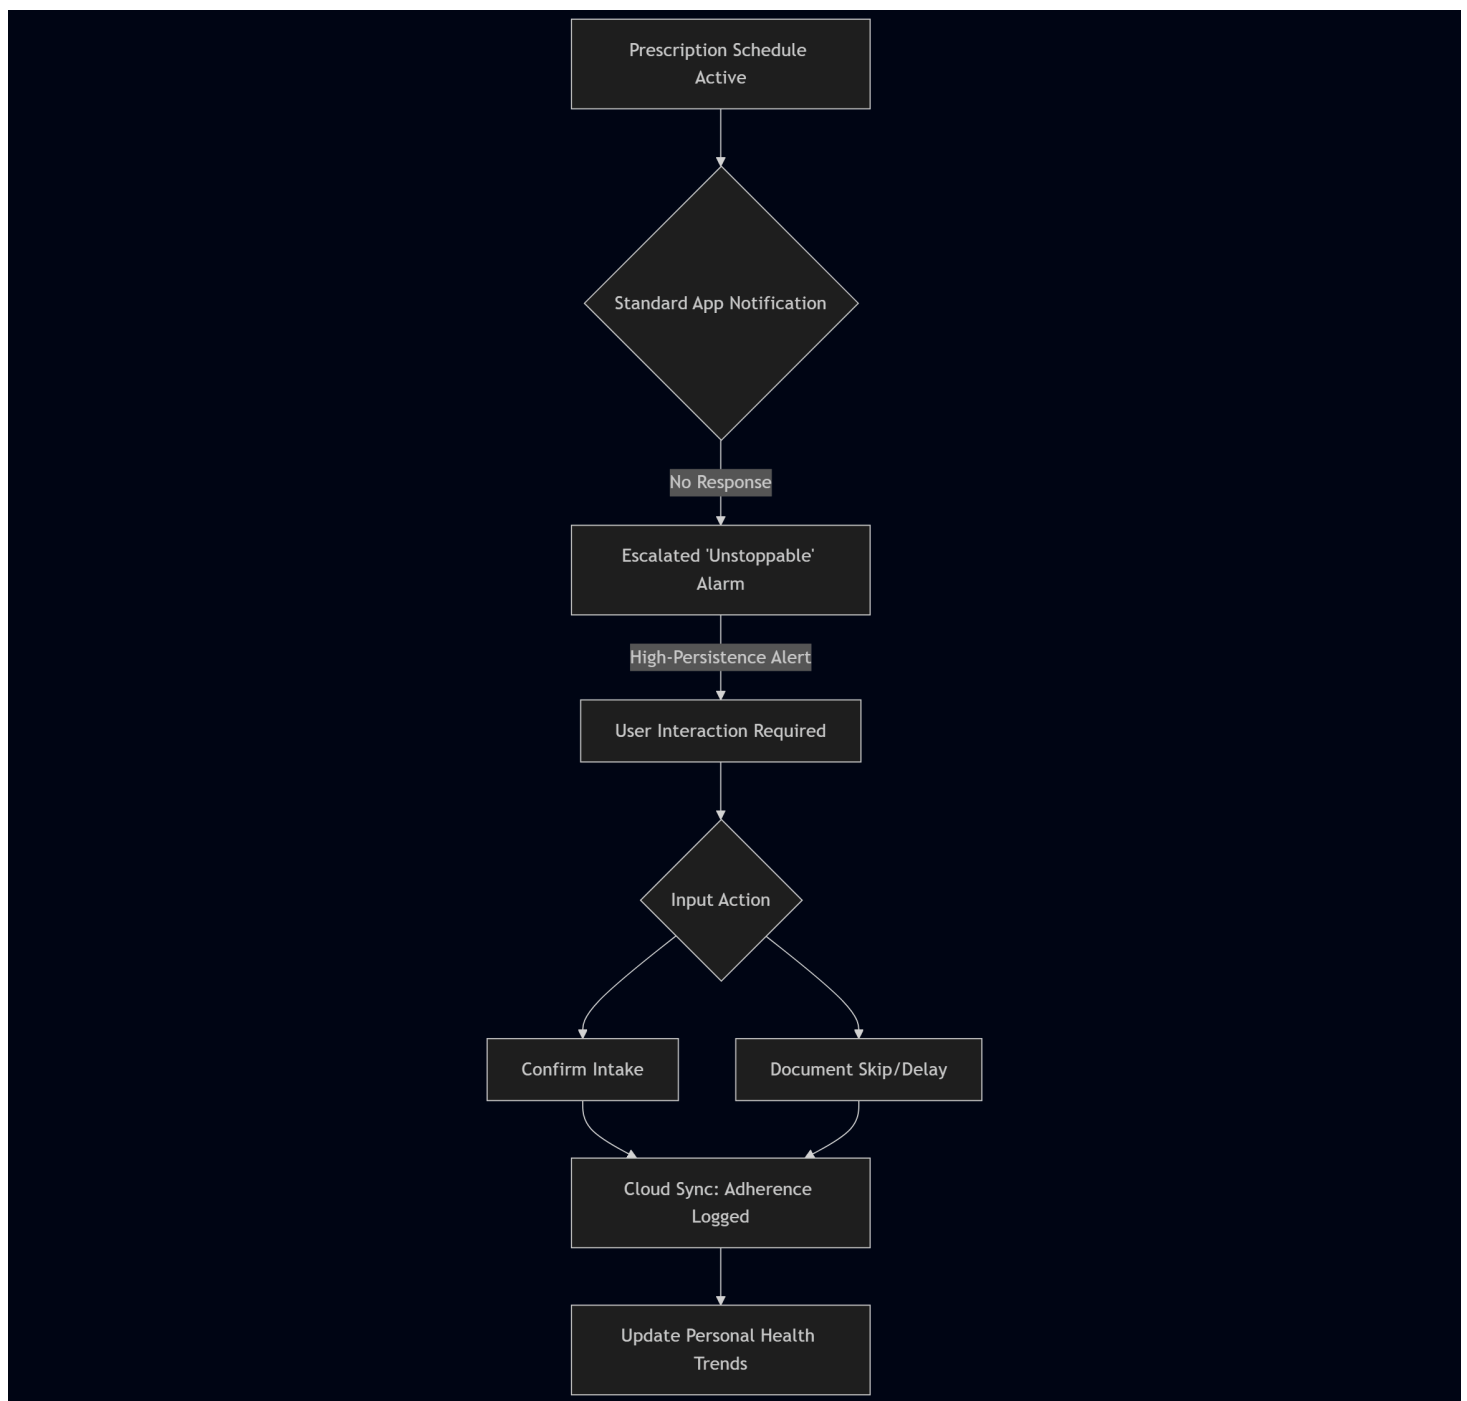 Prescription Schedule
Active
Standard App Notification
No Response
Escalated 'Unstoppable'
Alarm
High-Persistence Alert
User Interaction Required
Input Action
Confirm Intake
Document Skip/Delay
Cloud Sync: Adherence
Logged
Update Personal Health
Trends